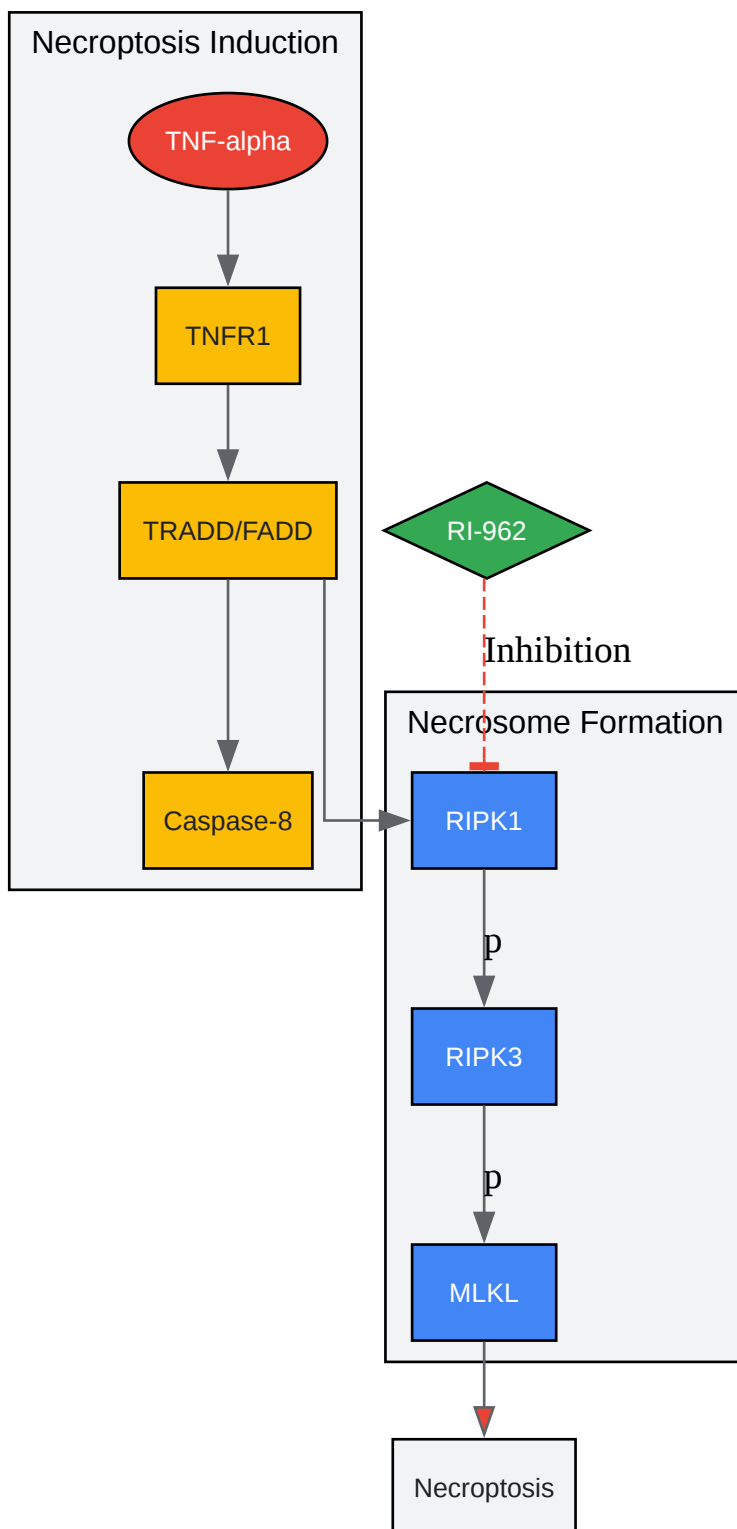 Necroptosis Induction
TNF-alpha
TNFR1
TRADD/FADD
RI-962
Inhibition
Necrosome Formation
Caspase-8
RIPK1
p
RIPK3
p
MLKL
Necroptosis